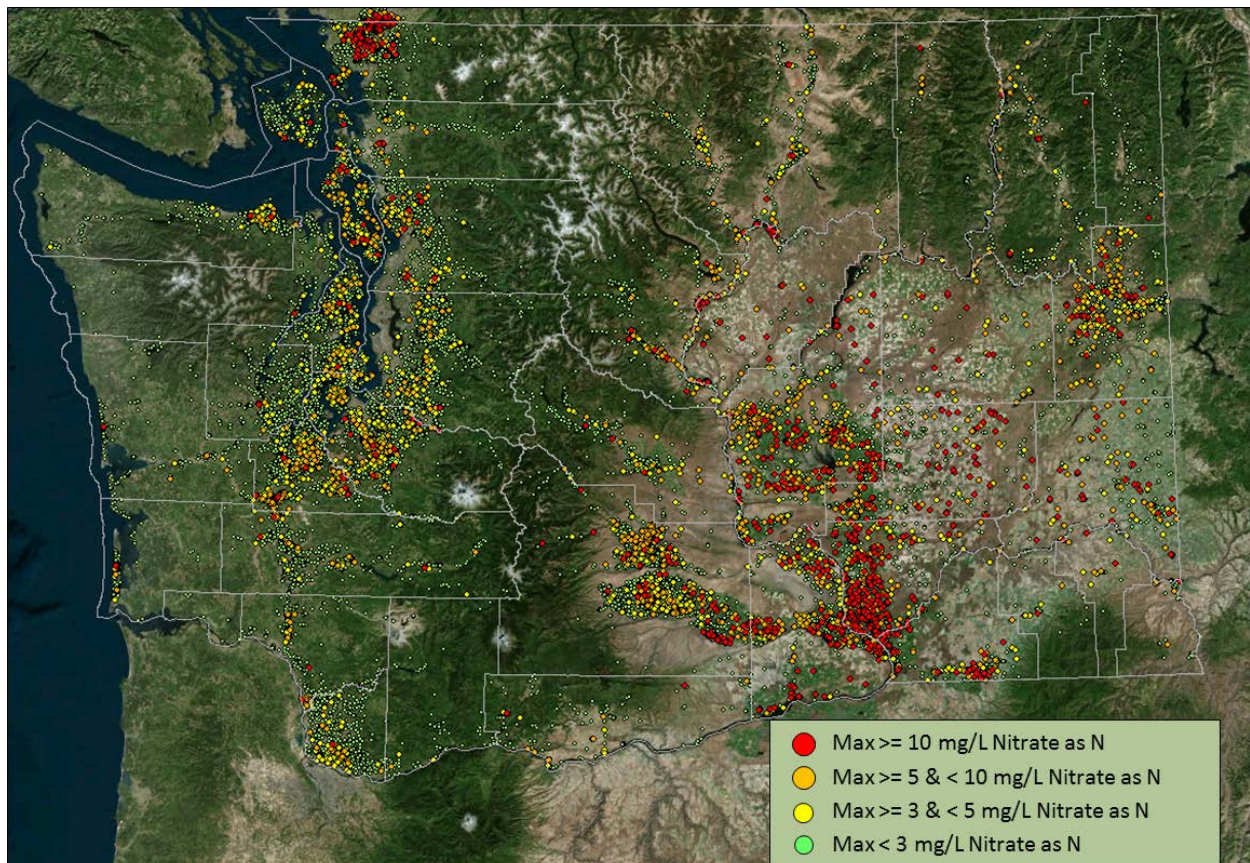 Max >= 10 mg/L Nitrate as N
Max >= 5 & < 10 mg/L Nitrate as N
Max >= 3 & < 5 mg/L Nitrate as N
Max < 3 mg/L Nitrate as N